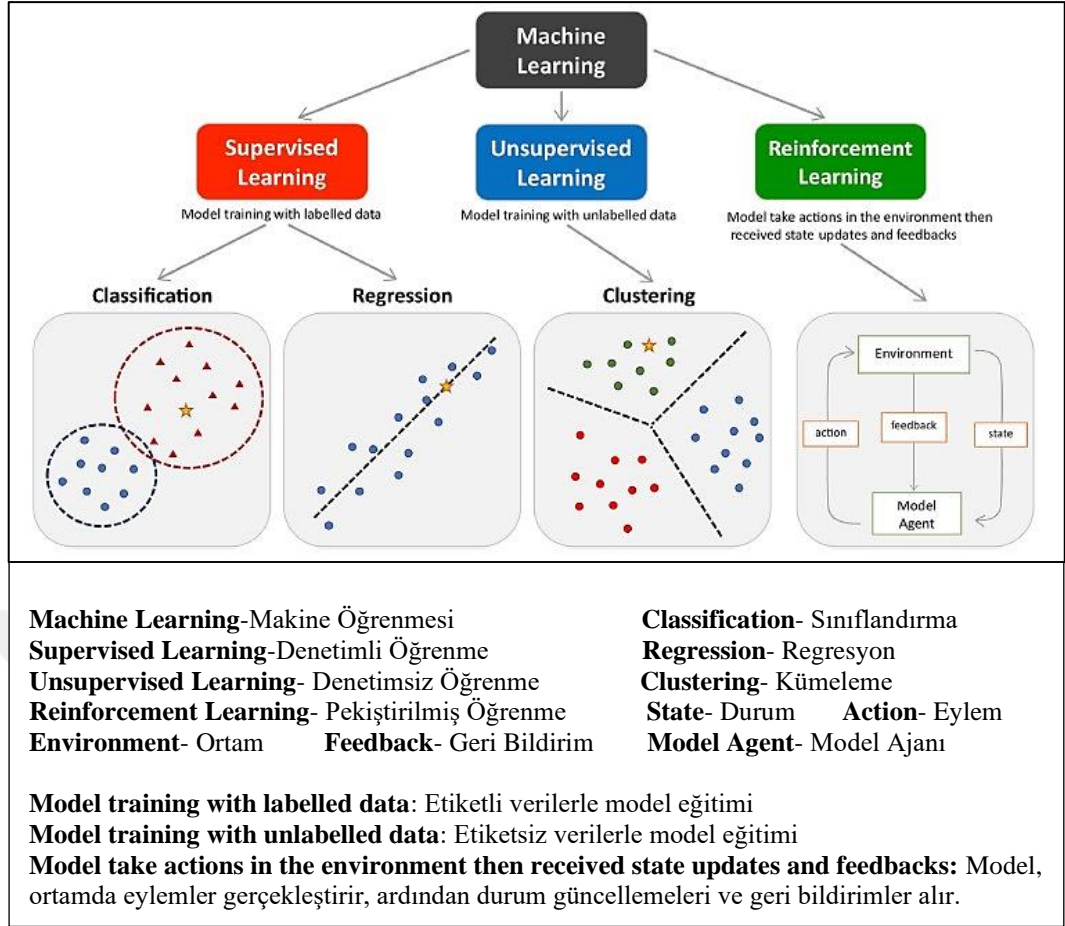 Machine
Learning
Supervised
Learning
Unsupervised
Learning
Reinforcement
Learning
Model training with labelled data
Model training with unlabelled data
Model take actions in the environment then
received state updates and feedbacks
Classification
Regression
Clustering
Environment
action
feedback
state
Model
Agent
Machine Learning-Makine Öğrenmesi
Classification- Sınıflandırma
Supervised Learning-Denetimli Öğrenme
Regression- Regresyon
Unsupervised Learning- Denetimsiz Öğrenme
Clustering- Kümeleme
Reinforcement Learning- Pekiştirilmiş Öğrenme
State- Durum Action- Eylem
Environment- Ortam Feedback- Geri Bildirim
Model Agent- Model Ajanı
Model training with labelled data: Etiketli verilerle model eğitimi
Model training with unlabelled data: Etiketsiz verilerle model eğitimi
Model take actions in the environment then received state updates and feedbacks: Model,
ortamda eylemler gerçekleştirir, ardından durum güncellemeleri ve geri bildirimler alır.